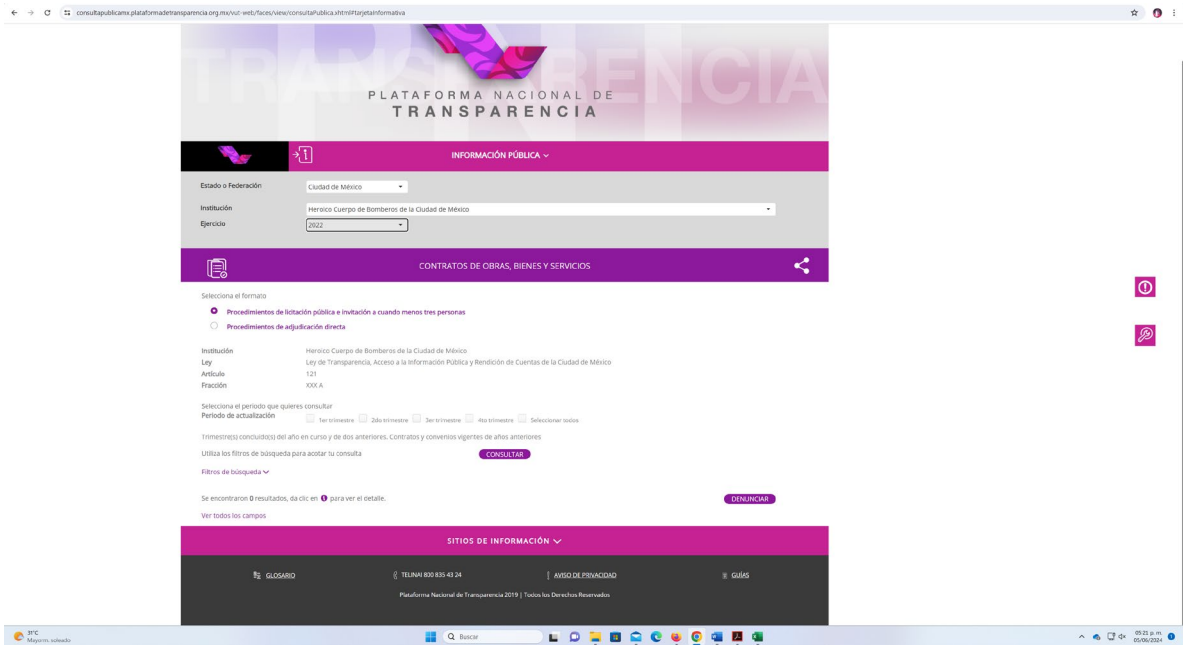 consultapublicamx.plataformadetransparencia.org.mx/vut-web/faces/view/consultaPublica.xhtml#tarjetaInformativa
TRANSPARENCIA
PLATAFORMA NACIONAL DE
TRANSPARENCIA
INFORMACIÓN PÚBLICA
Estado o Federación Ciudad de México
Institución Heroico Cuerpo de Bomberos de la Ciudad de México
Ejercicio 2022
CONTRATOS DE OBRAS, BIENES Y SERVICIOS
Selecciona el formato
Procedimientos de licitación pública e invitación a cuando menos tres personas
Procedimientos de adjudicación directa
Institución Heroico Cuerpo de Bomberos de la Ciudad de México
Ley Ley de Transparencia, Acceso a la Información Pública y Rendición de Cuentas de la Ciudad de México
Artículo 121
Fracción XXX A
Selecciona el periodo que quieres consultar
Periodo de actualización 1er trimestre 2do trimestre 3er trimestre 4to trimestre Seleccionar todos
Trimestre(s) concluido(s) del año en curso y de dos anteriores. Contratos y convenios vigentes de años anteriores
Utiliza los filtros de búsqueda para acotar tu consulta CONSULTAR
Filtros de búsqueda
Se encontraron 0 resultados, da clic en i para ver el detalle. DENUNCIAR
Ver todos los campos
SITIOS DE INFORMACIÓN
GLOSARIO TELINAI 800 835 43 24 AVISO DE PRIVACIDAD GUÍAS
Plataforma Nacional de Transparencia 2019 | Todos los Derechos Reservados
31°C
Mayorm. soleado
Buscar
05:21 p. m.
05/06/2024